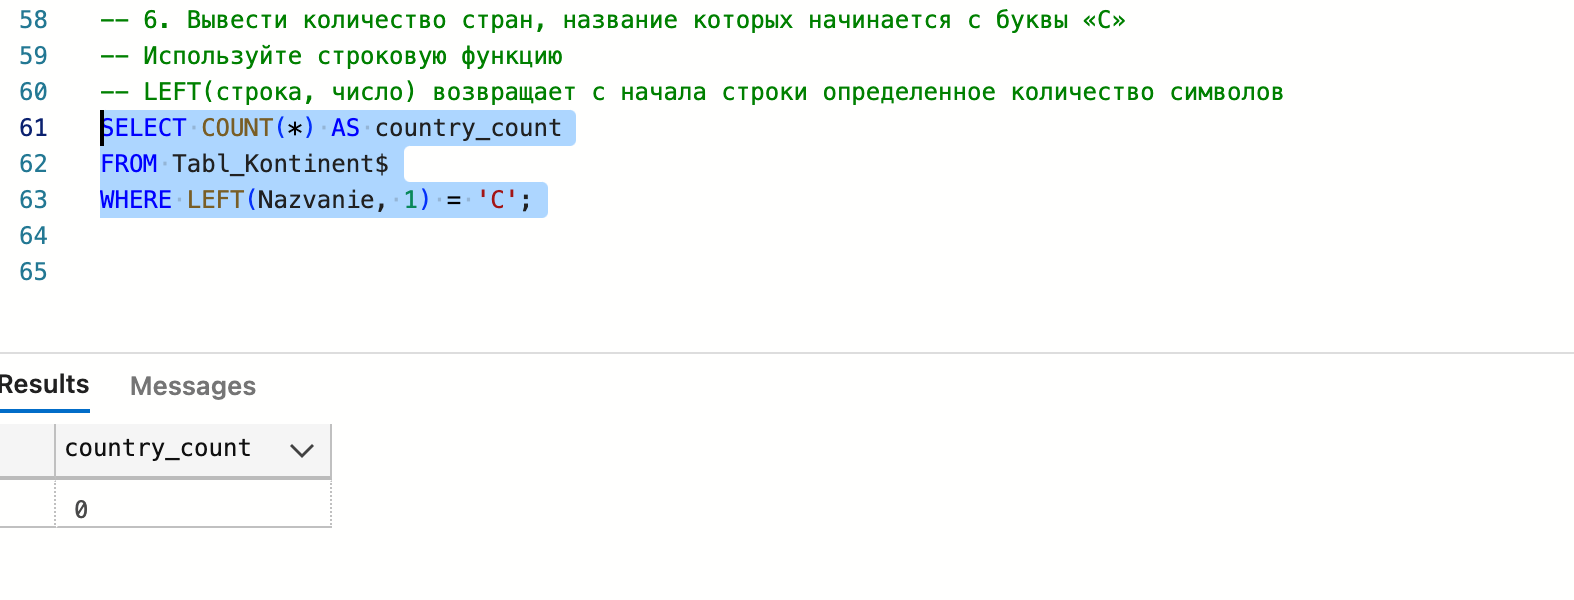 58 -- 6. Вывести количество стран, название которых начинается с буквы «С»
59 -- Используйте строковую функцию
60 -- LEFT(строка, число) возвращает с начала строки определенное количество символов
61 SELECT COUNT(*) AS country_count
62 FROM Tabl_Kontinent$
63 WHERE LEFT(Nazvanie, 1) = 'C';
64
65
Results Messages
country_count
0